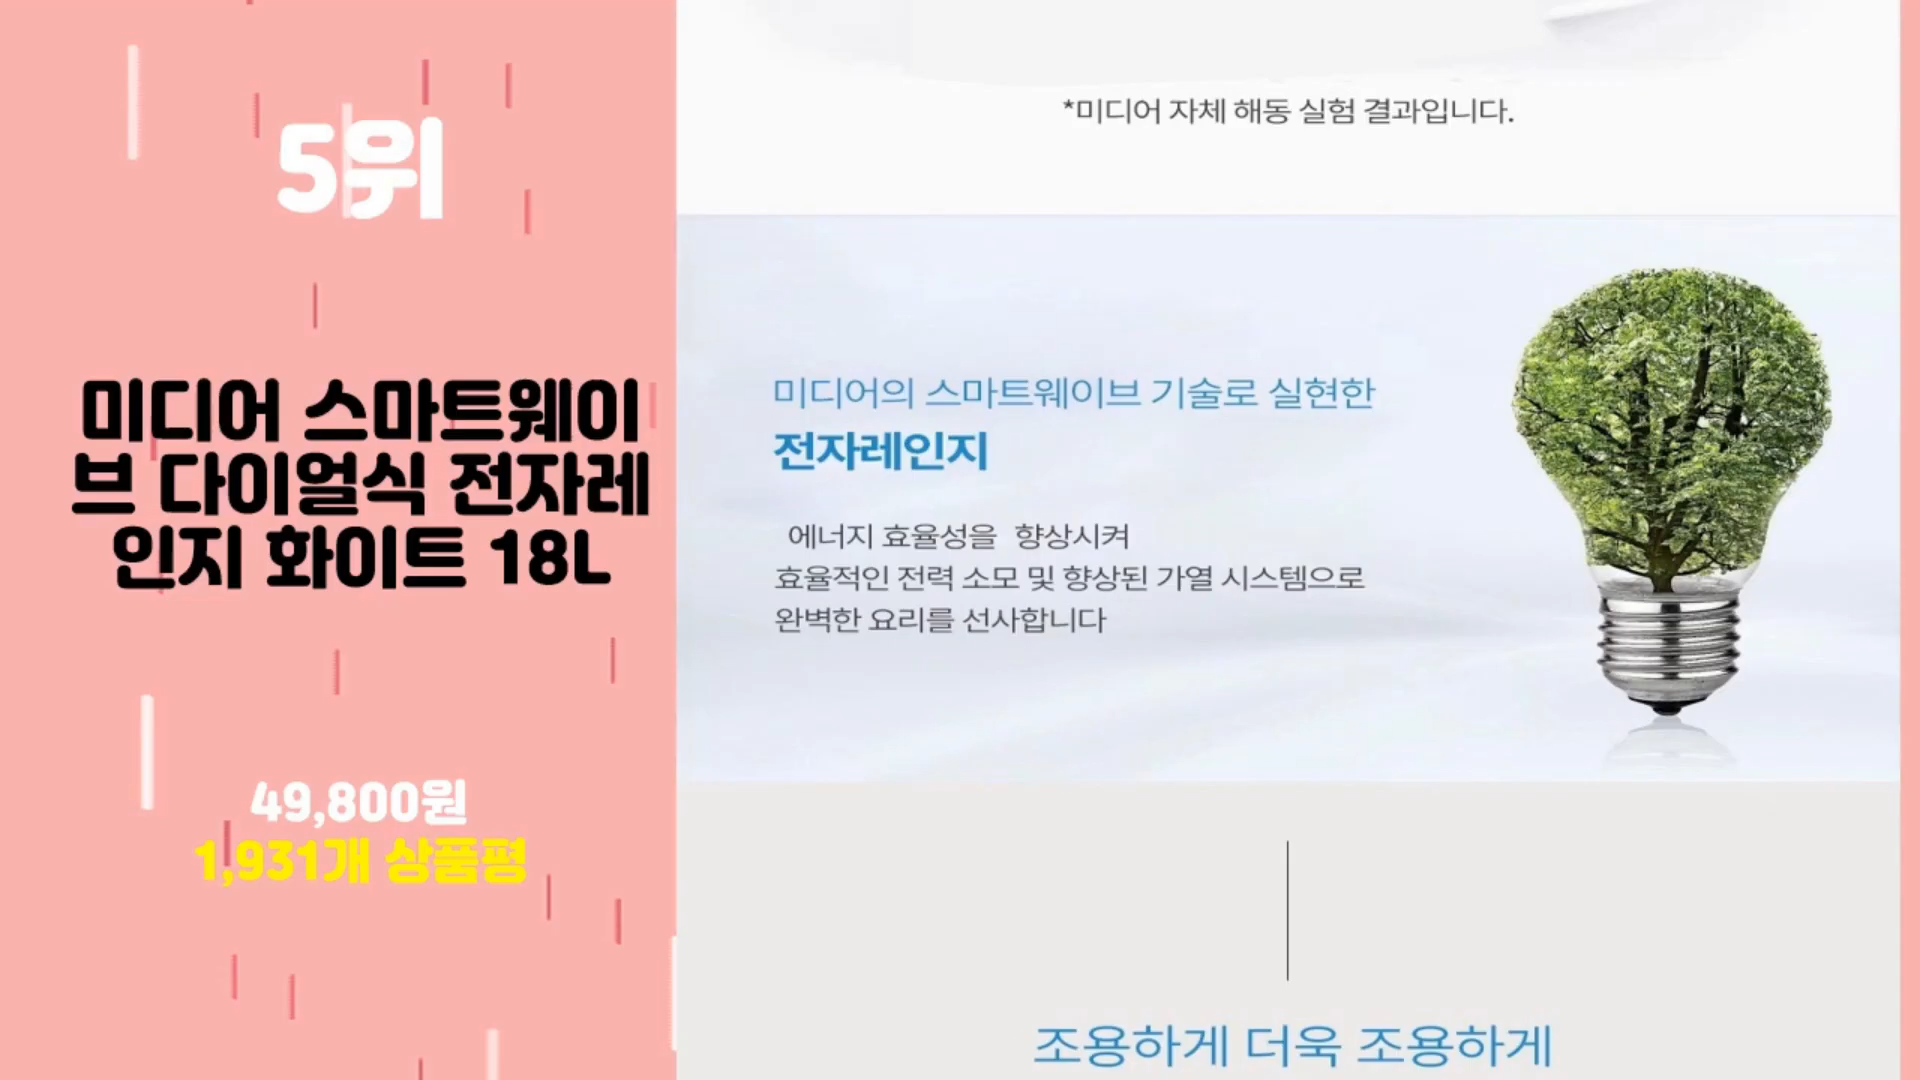 5위
미디어 스마트웨이
브 다이얼식 전자레
인지 화이트 18L
49,800원
1,931개 상품평
*미디어 자체 해동 실험 결과입니다.
미디어의 스마트웨이브 기술로 실현한
전자레인지
에너지 효율성을 향상시켜
효율적인 전력 소모 및 향상된 가열 시스템으로
완벽한 요리를 선사합니다
조용하게 더욱 조용하게